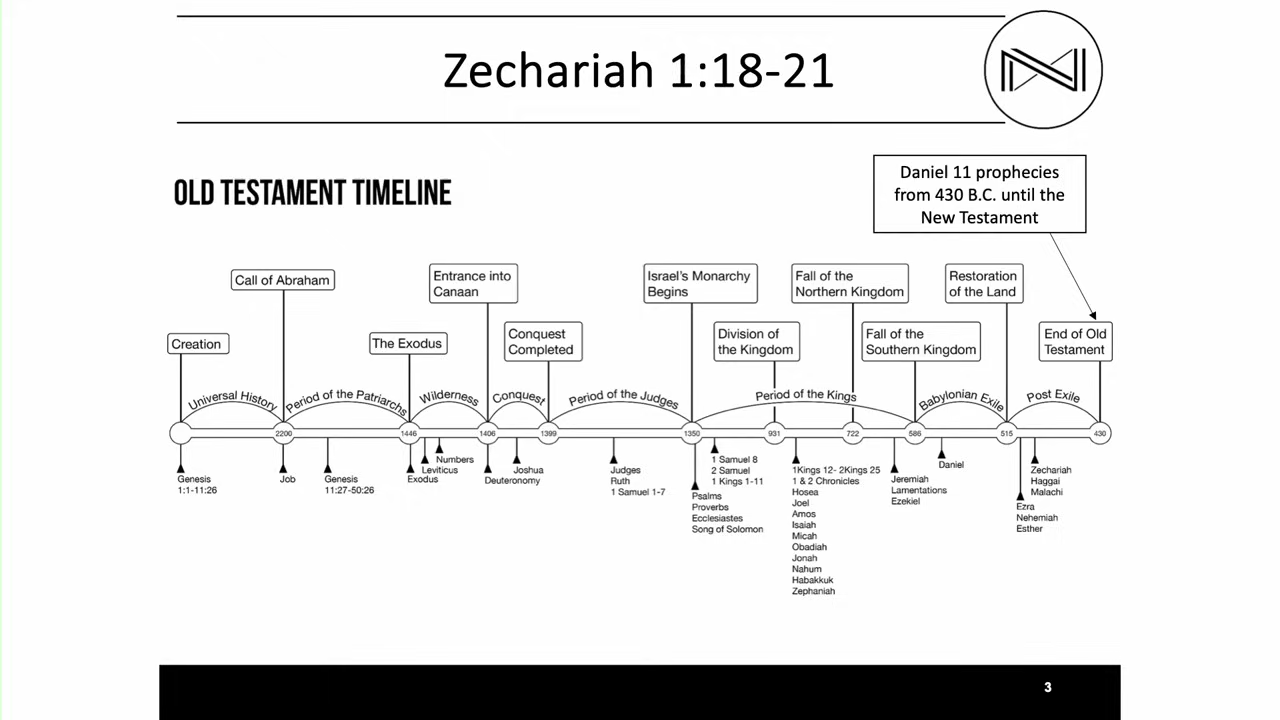 Zechariah 1:18-21
N
OLD TESTAMENT TIMELINE
Daniel 11 prophecies
from 430 B.C. until the
New Testament
Call of Abraham
Entrance into
Canaan
Israel's Monarchy
Begins
Fall of the
Northern Kingdom
Restoration
of the Land
Creation
The Exodus
Conquest
Completed
Division of
the Kingdom
Fall of the
Southern Kingdom
End of Old
Testament
Universal History
Period of the Patriarchs
Wilderness
Conquest
Period of the Judges
Period of the Kings
Babylonian Exile
Post Exile
2200
1446
1406
1399
1350
931
722
586
515
430
Genesis
1:1-11:26
Job
Genesis
11:27-50:26
Exodus
Leviticus
Numbers
Deuteronomy
Joshua
Judges
Ruth
1 Samuel 1-7
Psalms
Proverbs
Ecclesiastes
Song of Solomon
1 Samuel 8
2 Samuel
1 Kings 1-11
1Kings 12- 2Kings 25
1 & 2 Chronicles
Hosea
Joel
Amos
Isaiah
Micah
Obadiah
Jonah
Nahum
Habakkuk
Zephaniah
Jeremiah
Lamentations
Ezekiel
Daniel
Ezra
Nehemiah
Esther
Zechariah
Haggai
Malachi
3